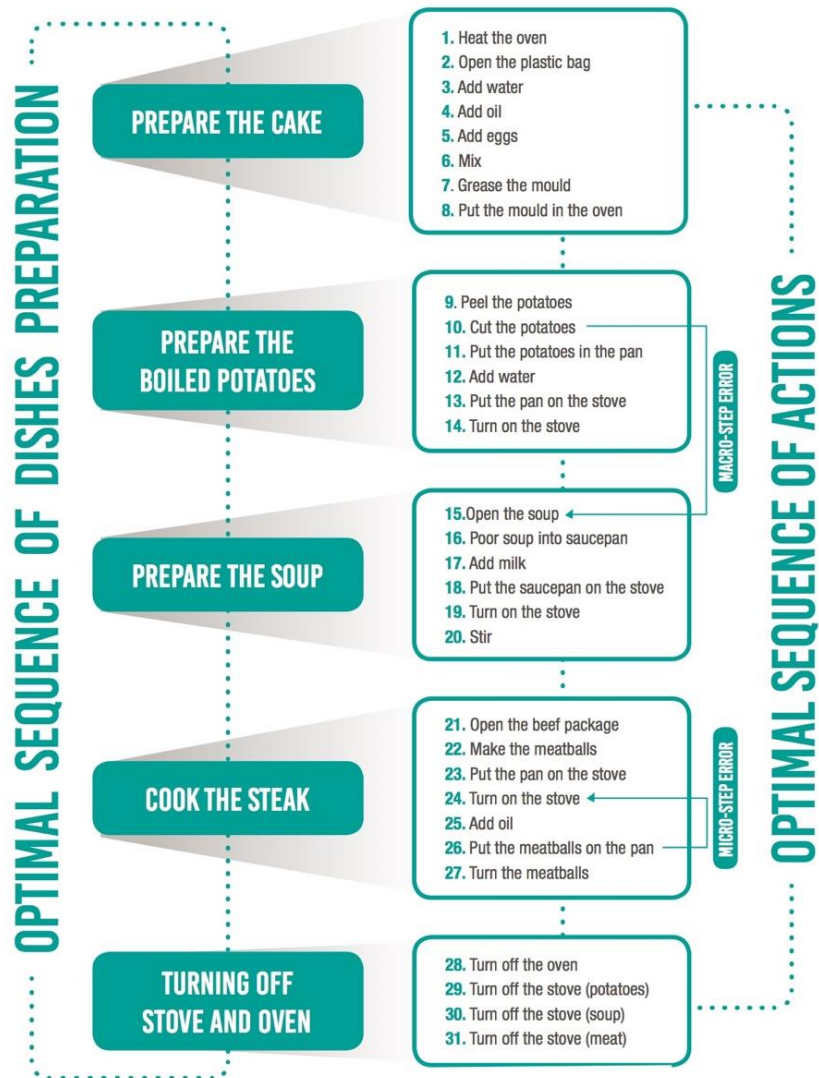 OPTIMAL SEQUENCE OF DISHES PREPARATION
PREPARE THE CAKE
1. Heat the oven
2. Open the plastic bag
3. Add water
4. Add oil
5. Add eggs
6. Mix
7. Grease the mould
8. Put the mould in the oven
PREPARE THE
BOILED POTATOES
9. Peel the potatoes
10. Cut the potatoes
11. Put the potatoes in the pan
12. Add water
13. Put the pan on the stove
14. Turn on the stove
MACRO-STEP ERROR
PREPARE THE SOUP
15.Open the soup
16. Poor soup into saucepan
17. Add milk
18. Put the saucepan on the stove
19. Turn on the stove
20. Stir
COOK THE STEAK
21. Open the beef package
22. Make the meatballs
23. Put the pan on the stove
24. Turn on the stove
25. Add oil
26. Put the meatballs on the pan
27. Turn the meatballs
MICRO-STEP ERROR
TURNING OFF
STOVE AND OVEN
28. Turn off the oven
29. Turn off the stove (potatoes)
30. Turn off the stove (soup)
31. Turn off the stove (meat)
OPTIMAL SEQUENCE OF ACTIONS